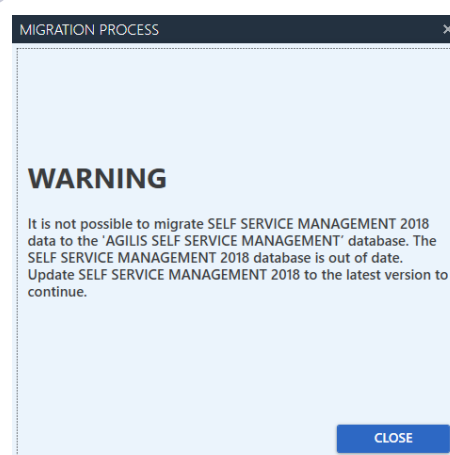 MIGRATION PROCESS
WARNING
It is not possible to migrate SELF SERVICE MANAGEMENT 2018
data to the 'AGILIS SELF SERVICE MANAGEMENT' database. The
SELF SERVICE MANAGEMENT 2018 database is out of date.
Update SELF SERVICE MANAGEMENT 2018 to the latest version to
continue.
CLOSE